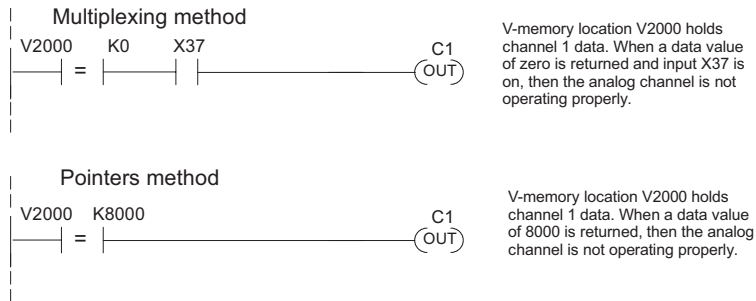 Multiplexing method
V2000 K0 X37 C1
= OUT
V-memory location V2000 holds
channel 1 data. When a data value
of zero is returned and input X37 is
on, then the analog channel is not
operating properly.
Pointers method
V2000 K8000 C1
= OUT
V-memory location V2000 holds
channel 1 data. When a data value
of 8000 is returned, then the analog
channel is not operating properly.